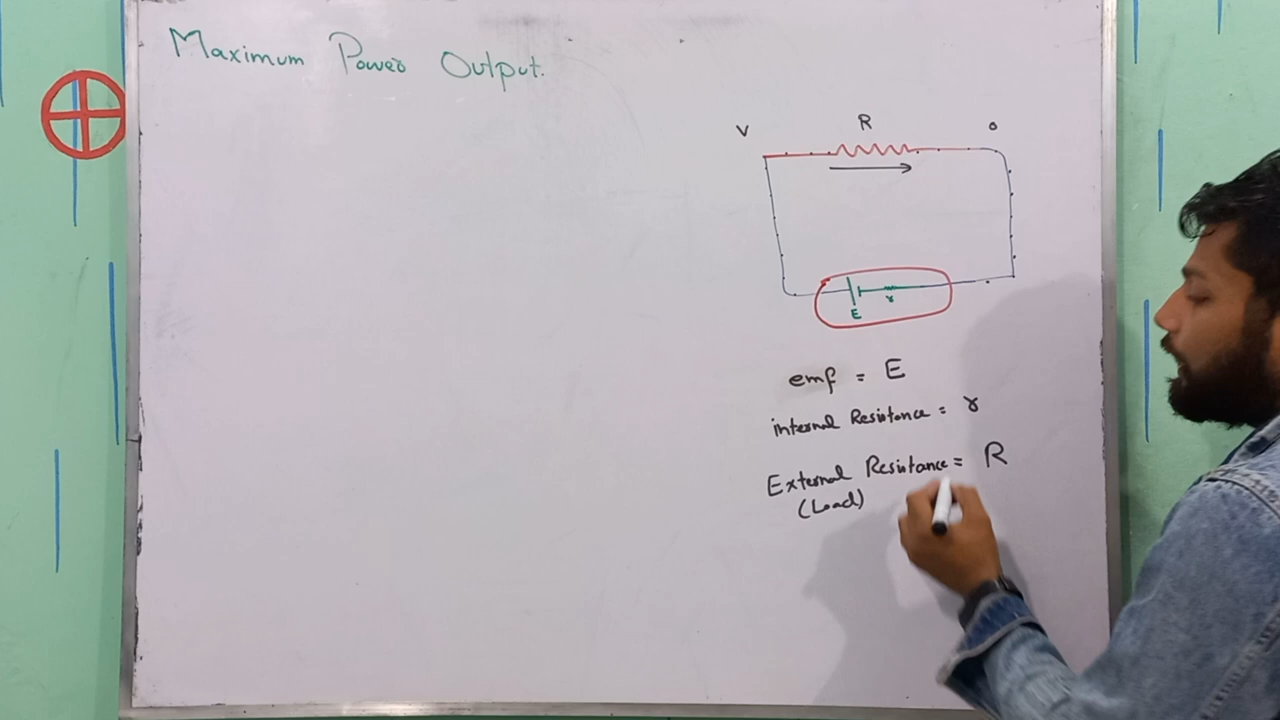 Maximum Power Output.
V R 0
E r
emf = E
internal Resistance = r
External Resistance = R
(Load)